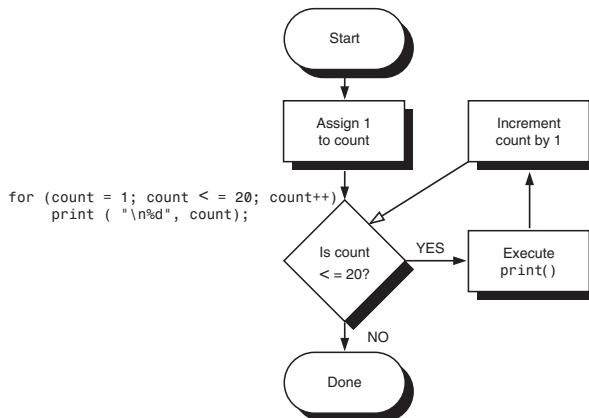 Start
Assign 1
to count
Increment
count by 1
for (count = 1; count < = 20; count++)
print ( "\n%d", count);
Is count
< = 20?
YES
Execute
print()
NO
Done